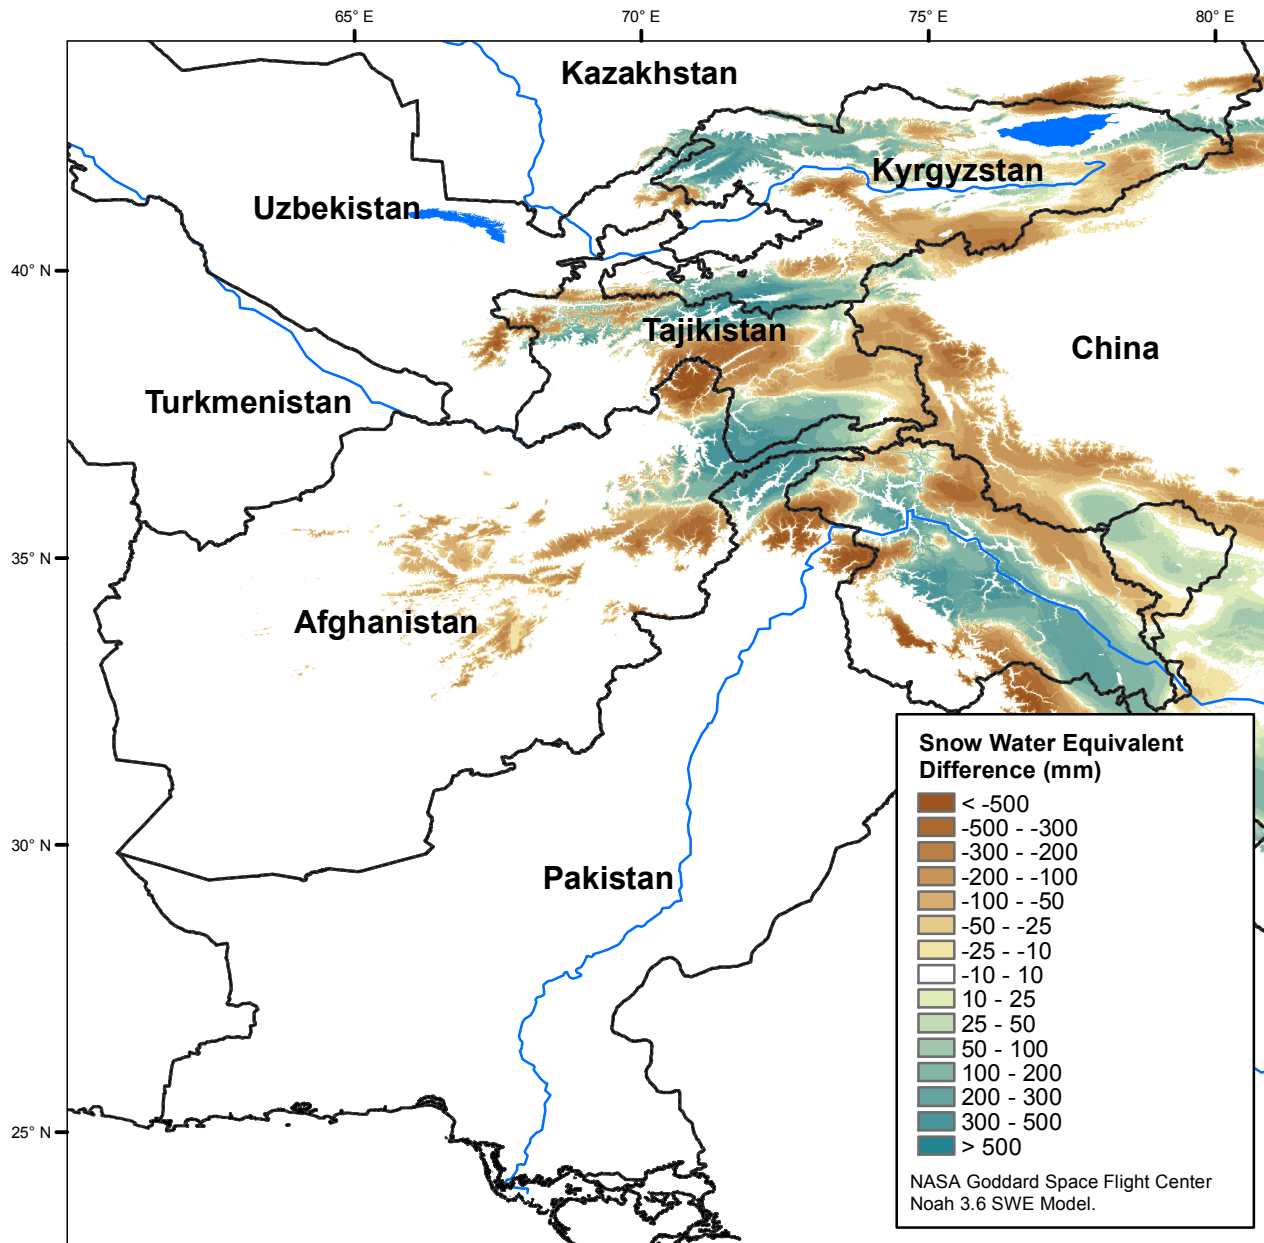 65° E
70° E
75° E
80° E
Kazakhstan
Kyrgyzstan
Uzbekistan
40° N
Tajikistan
China
Turkmenistan
35° N
Afghanistan
30° N
Pakistan
25° N
Snow Water Equivalent
Difference (mm)
< -500
-500 - -300
-300 - -200
-200 - -100
-100 - -50
-50 - -25
-25 - -10
-10 - 10
10 - 25
25 - 50
50 - 100
100 - 200
200 - 300
300 - 500
> 500
NASA Goddard Space Flight Center
Noah 3.6 SWE Model.